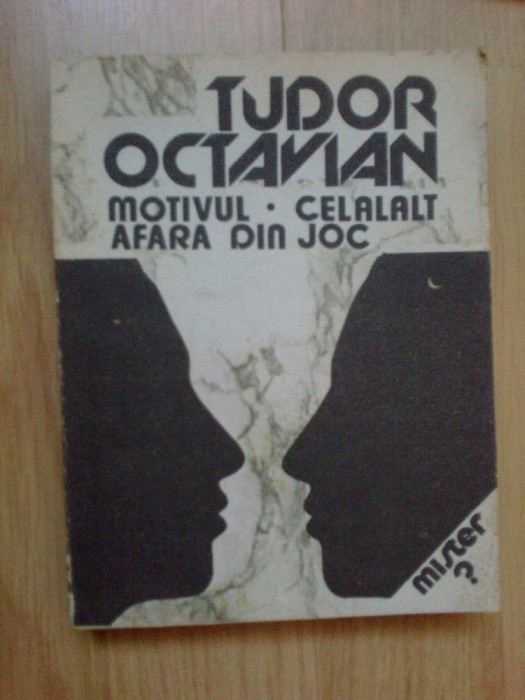 TUDOR
OCTAVIAN
MOTIVUL • CELALALT
AFARA DIN JOC
mister
?